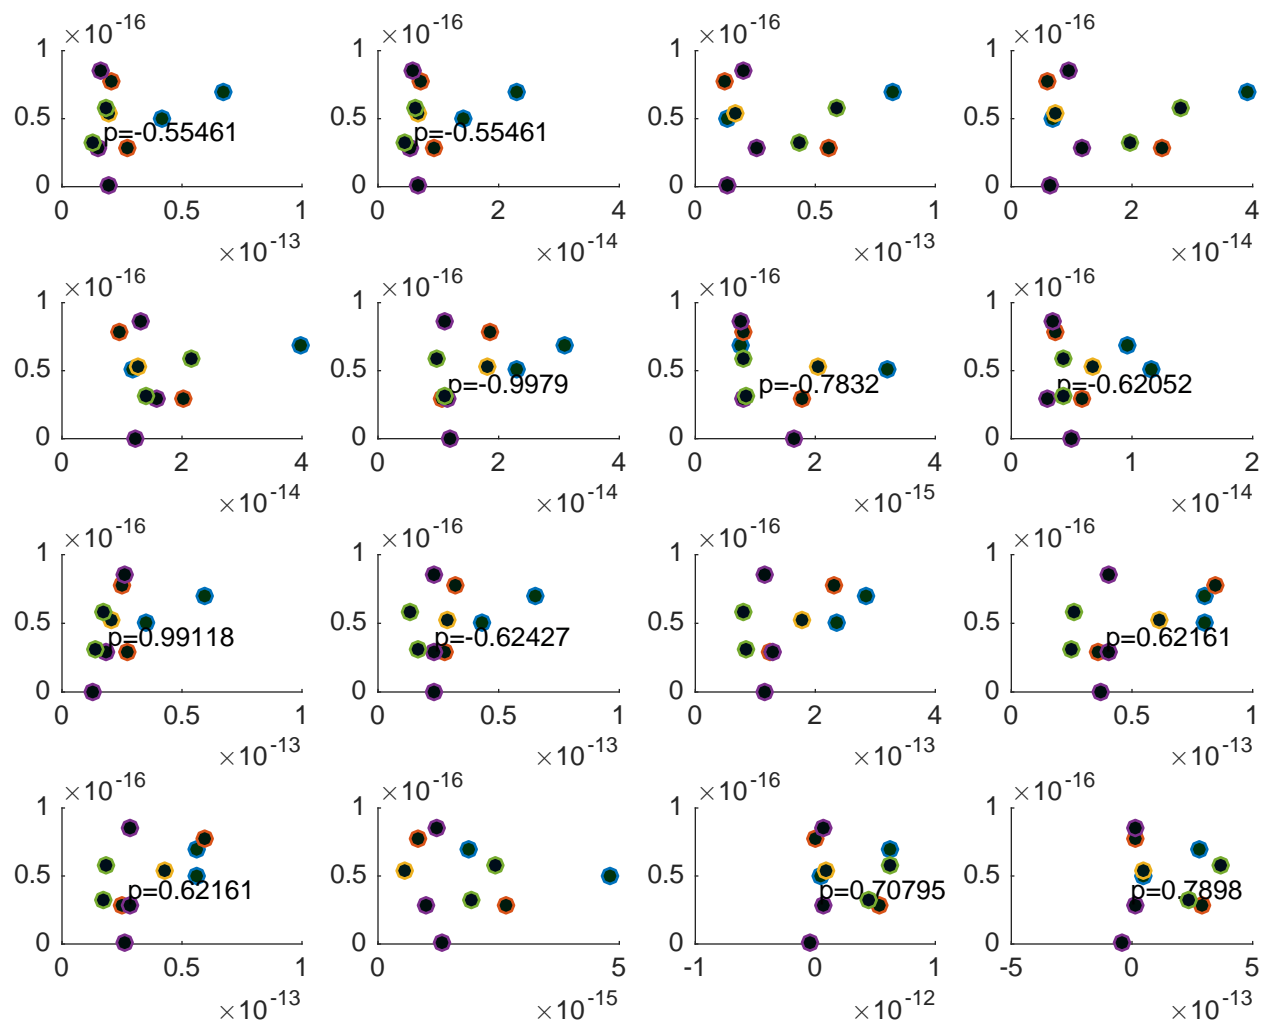 ×10-16 ×10-16 ×10-16 ×10-16
1 1 1 1
0.5 p=-0.55461 0.5 p=-0.55461 0.5 0.5
0 0 0 0
0 0.5 1 0 2 4 0 0.5 1 0 2 4
×10-13 ×10-14 ×10-13 ×10-14
×10-16 ×10-16 ×10-16 ×10-16
1 1 1 1
0.5 0.5 p=-0.9979 0.5 p=-0.7832 0.5 p=-0.62052
0 0 0 0
0 2 4 0 2 4 0 2 4 0 1 2
×10-14 ×10-14 ×10-15 ×10-14
×10-16 ×10-16 ×10-16 ×10-16
1 1 1 1
0.5 p=0.99118 0.5 p=-0.62427 0.5 0.5 p=0.62161
0 0 0 0
0 0.5 1 0 0.5 1 0 2 4 0 0.5 1
×10-13 ×10-13 ×10-13 ×10-13
×10-16 ×10-16 ×10-16 ×10-16
1 1 1 1
0.5 p=0.62161 0.5 0.5 p=0.70795 0.5 p=0.7898
0 0 0 0
0 0.5 1 0 5 -1 0 1 -5 0 5
×10-13 ×10-15 ×10-12 ×10-13